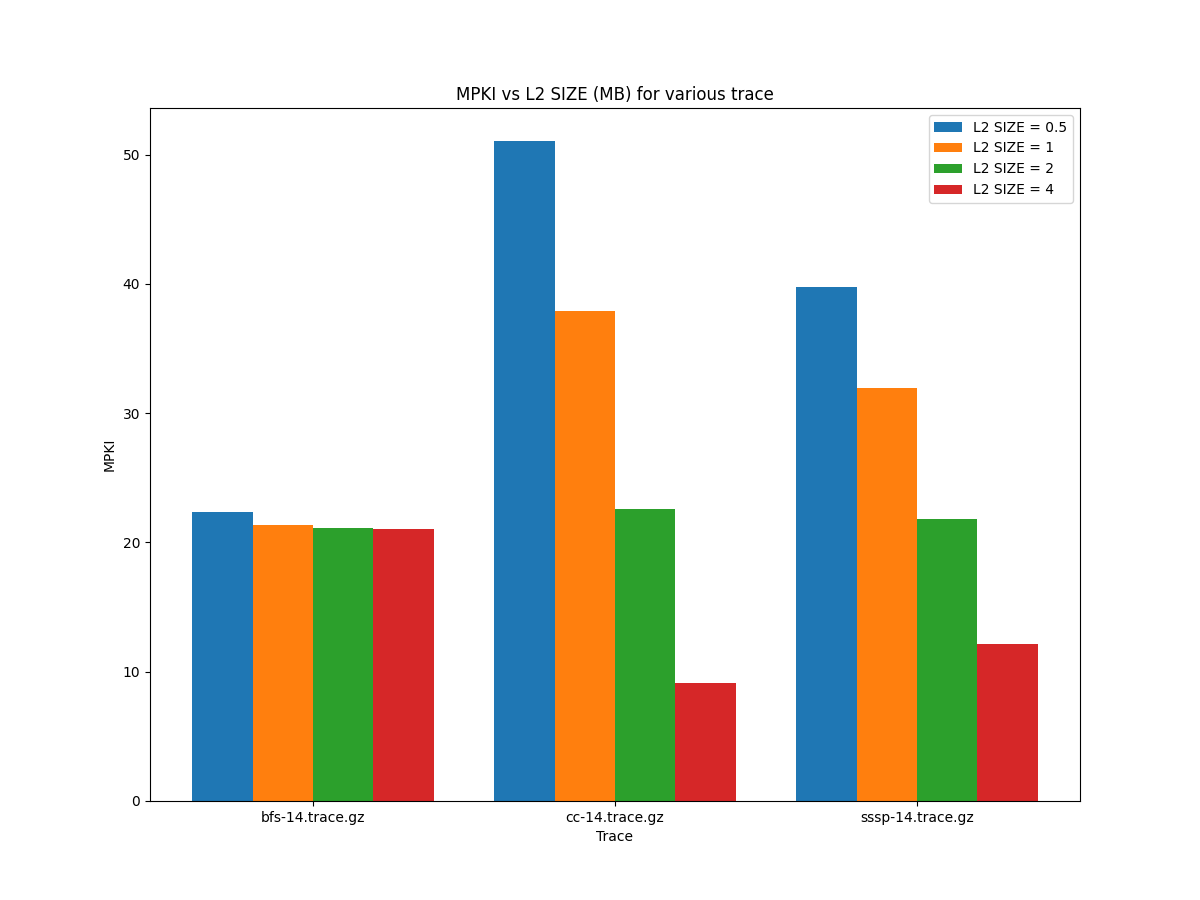 MPKI vs L2 SIZE (MB) for various trace
L2 SIZE = 0.5
L2 SIZE = 1
L2 SIZE = 2
L2 SIZE = 4
50
40
30
20
10
0
MPKI
bfs-14.trace.gz
cc-14.trace.gz
sssp-14.trace.gz
Trace